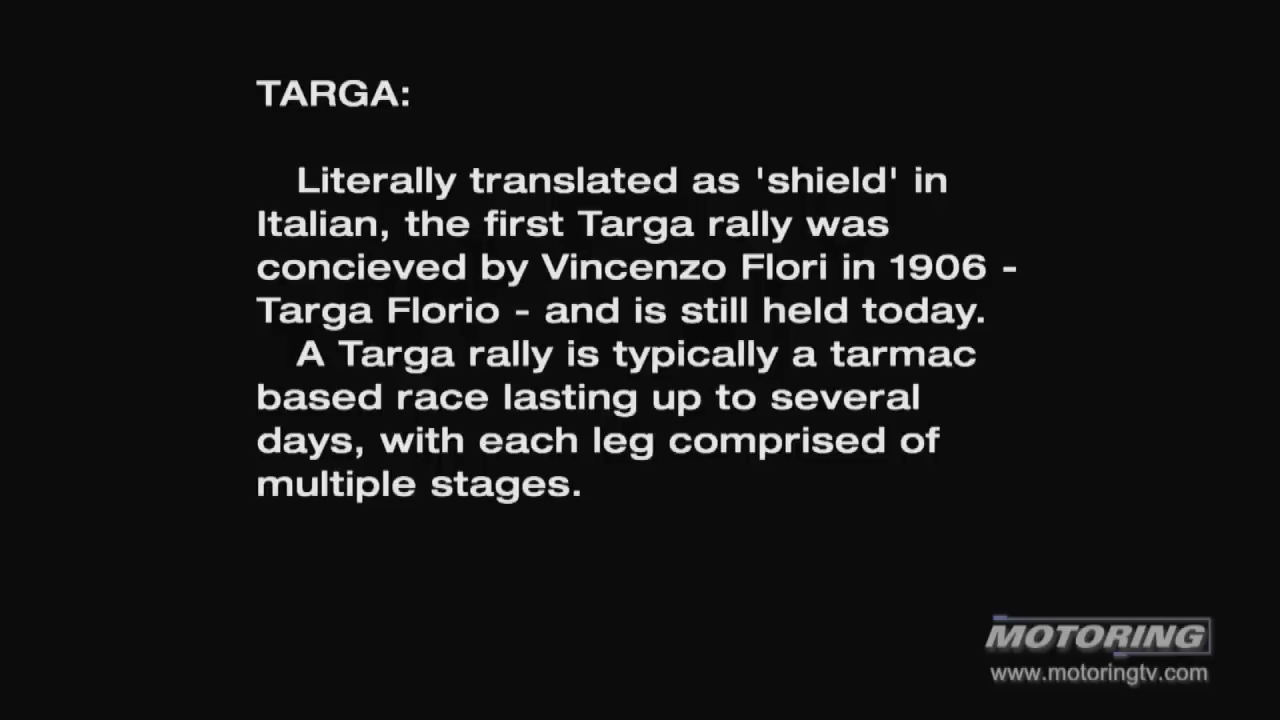 TARGA:
Literally translated as 'shield' in
Italian, the first Targa rally was
concieved by Vincenzo Flori in 1906 -
Targa Florio - and is still held today.
A Targa rally is typically a tarmac
based race lasting up to several
days, with each leg comprised of
multiple stages.
MOTORING
www.motoringtv.com